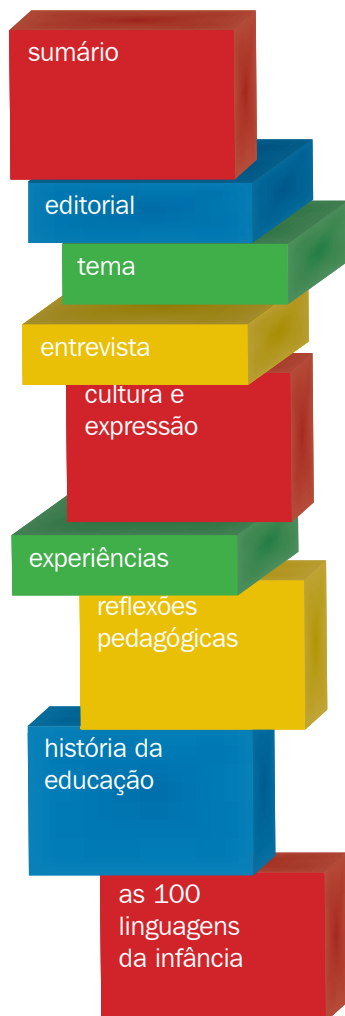 sumário
editorial
tema
entrevista
cultura e
expressão
experiências
reflexões
pedagógicas
história da
educação
as 100
linguagens
da infância